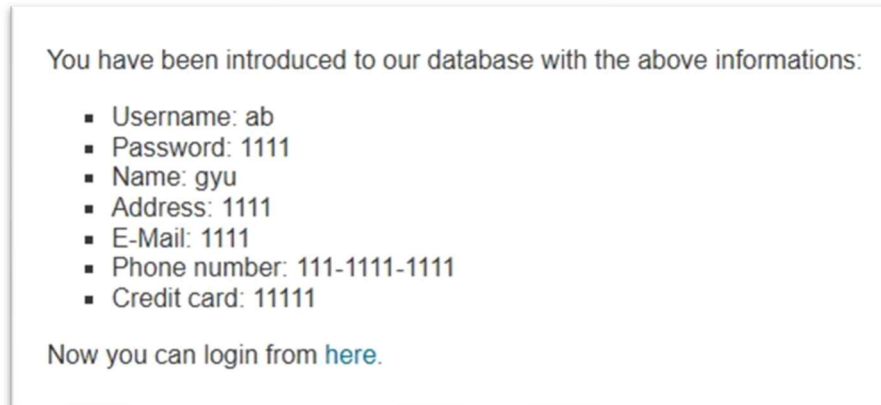 You have been introduced to our database with the above informations:
▪ Username: ab
▪ Password: 1111
▪ Name: gyu
▪ Address: 1111
▪ E-Mail: 1111
▪ Phone number: 111-1111-1111
▪ Credit card: 11111
Now you can login from here.